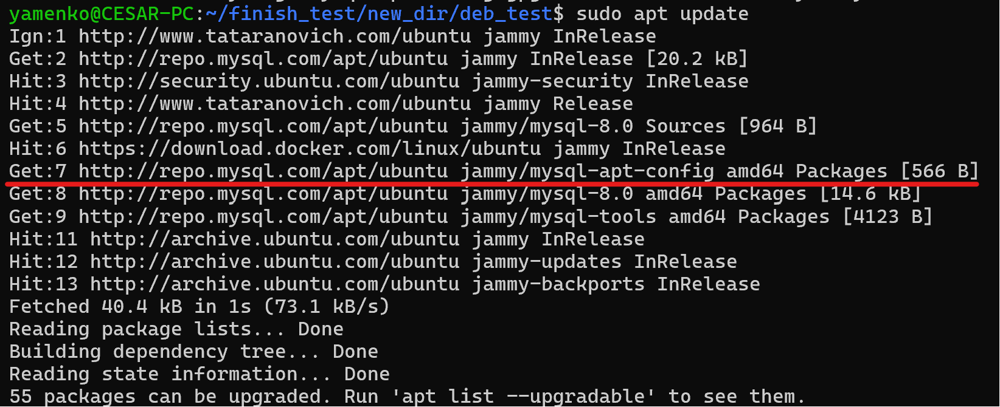 yamenko@CESAR-PC:~/finish_test/new_dir/deb_test$ sudo apt update
Ign:1 http://www.tataranovich.com/ubuntu jammy InRelease
Get:2 http://repo.mysql.com/apt/ubuntu jammy InRelease [20.2 kB]
Hit:3 http://security.ubuntu.com/ubuntu jammy-security InRelease
Hit:4 http://www.tataranovich.com/ubuntu jammy Release
Get:5 http://repo.mysql.com/apt/ubuntu jammy/mysql-8.0 Sources [964 B]
Hit:6 https://download.docker.com/linux/ubuntu jammy InRelease
Get:7 http://repo.mysql.com/apt/ubuntu jammy/mysql-apt-config amd64 Packages [566 B]
Get:8 http://repo.mysql.com/apt/ubuntu jammy/mysql-8.0 amd64 Packages [14.6 kB]
Get:9 http://repo.mysql.com/apt/ubuntu jammy/mysql-tools amd64 Packages [4123 B]
Hit:11 http://archive.ubuntu.com/ubuntu jammy InRelease
Hit:12 http://archive.ubuntu.com/ubuntu jammy-updates InRelease
Hit:13 http://archive.ubuntu.com/ubuntu jammy-backports InRelease
Fetched 40.4 kB in 1s (73.1 kB/s)
Reading package lists... Done
Building dependency tree... Done
Reading state information... Done
55 packages can be upgraded. Run 'apt list --upgradable' to see them.